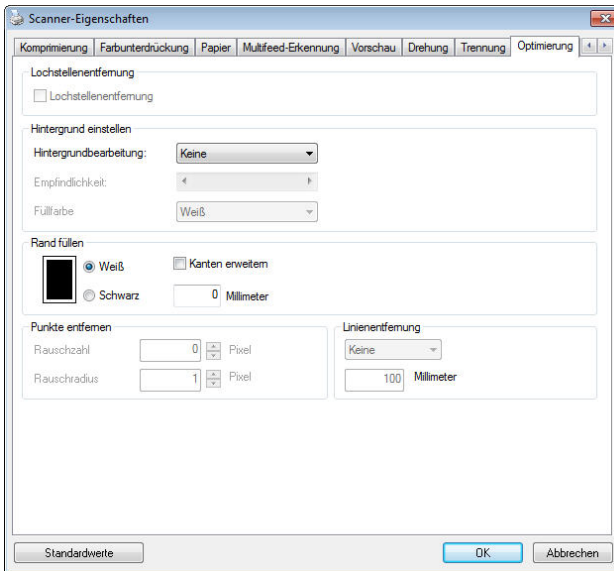 Scanner-Eigenschaften
Komprimierung Farbunterdrückung Papier Multifeed-Erkennung Vorschau Drehung Trennung Optimierung
Lochstellenentfernung
Lochstellenentfernung
Hintergrund einstellen
Hintergrundbearbeitung: Keine
Empfindlichkeit:
Füllfarbe Weiß
Rand füllen
Weiß Kanten erweitern
Schwarz 0 Millimeter
Punkte entfernen Linienentfernung
Rauschzahl 0 Pixel Keine
Rauschradius 1 Pixel 100 Millimeter
Standardwerte OK Abbrechen